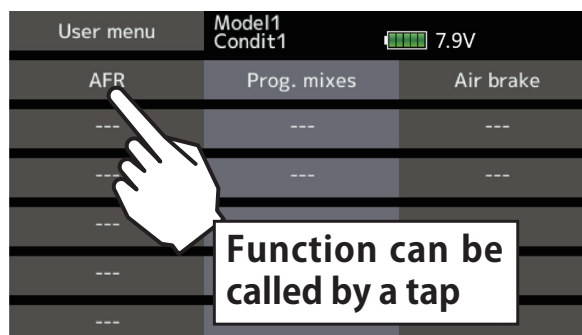 User menu
Model1
Condit1
7.9V
AFR Prog. mixes Air brake
--- --- ---
--- --- ---
---
---
---
Function can be
called by a tap